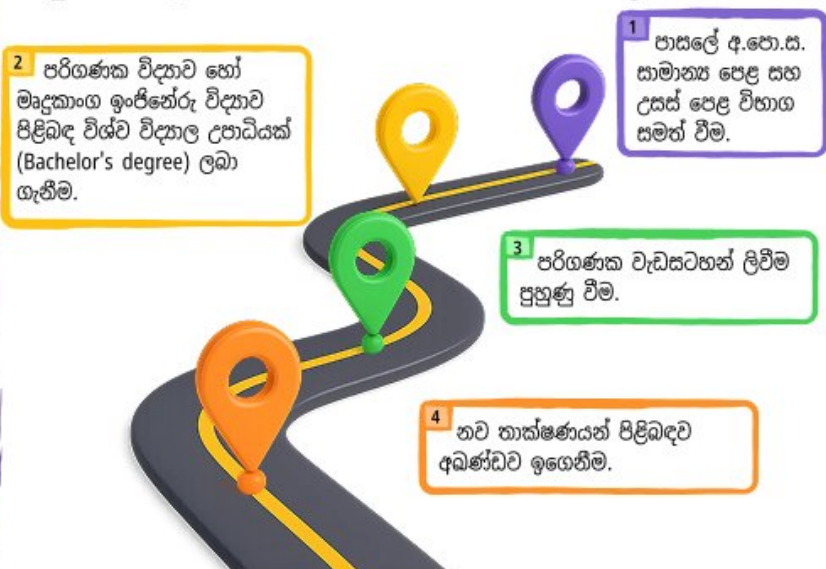 1
පාසලේ අ.පො.ස.
සාමාන්‍ය පෙළ සහ
උසස් පෙළ විභාග
සමත් වීම.
2
පරිගණක විද්‍යාව හෝ
මෘදුකාංග ඉංජිනේරු විද්‍යාව
පිළිබඳ විශ්ව විද්‍යාල උපාධියක්
(Bachelor's degree) ලබා
ගැනීම.
3
පරිගණක වැඩසටහන් ලිවීම
පුහුණු වීම.
4
නව තාක්ෂණයන් පිළිබඳව
අඛණ්ඩව ඉගෙනීම.